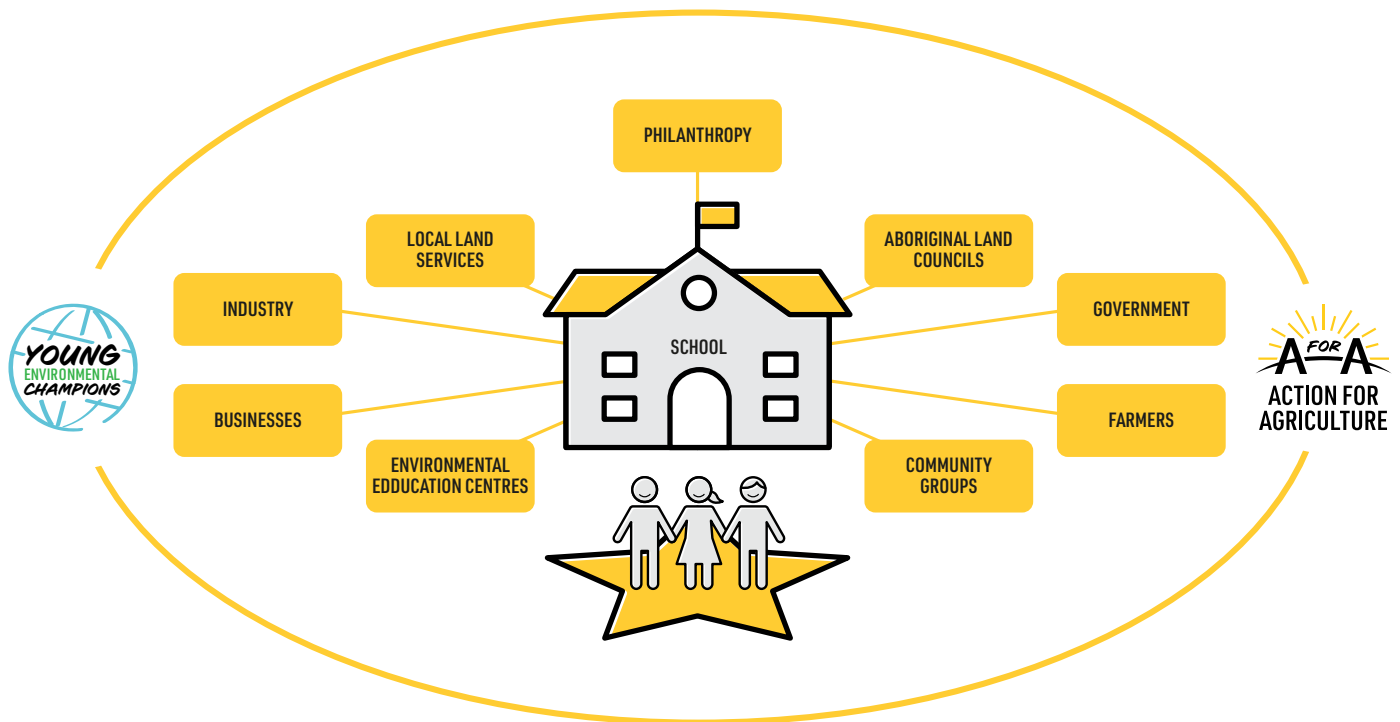 PHILANTHROPY
LOCAL LAND
SERVICES
ABORIGINAL LAND
COUNCILS
INDUSTRY
GOVERNMENT
SCHOOL
YOUNG
ENVIRONMENTAL
CHAMPIONS
A FOR A
ACTION FOR
AGRICULTURE
BUSINESSES
FARMERS
ENVIRONMENTAL
EDDUCATION CENTRES
COMMUNITY
GROUPS